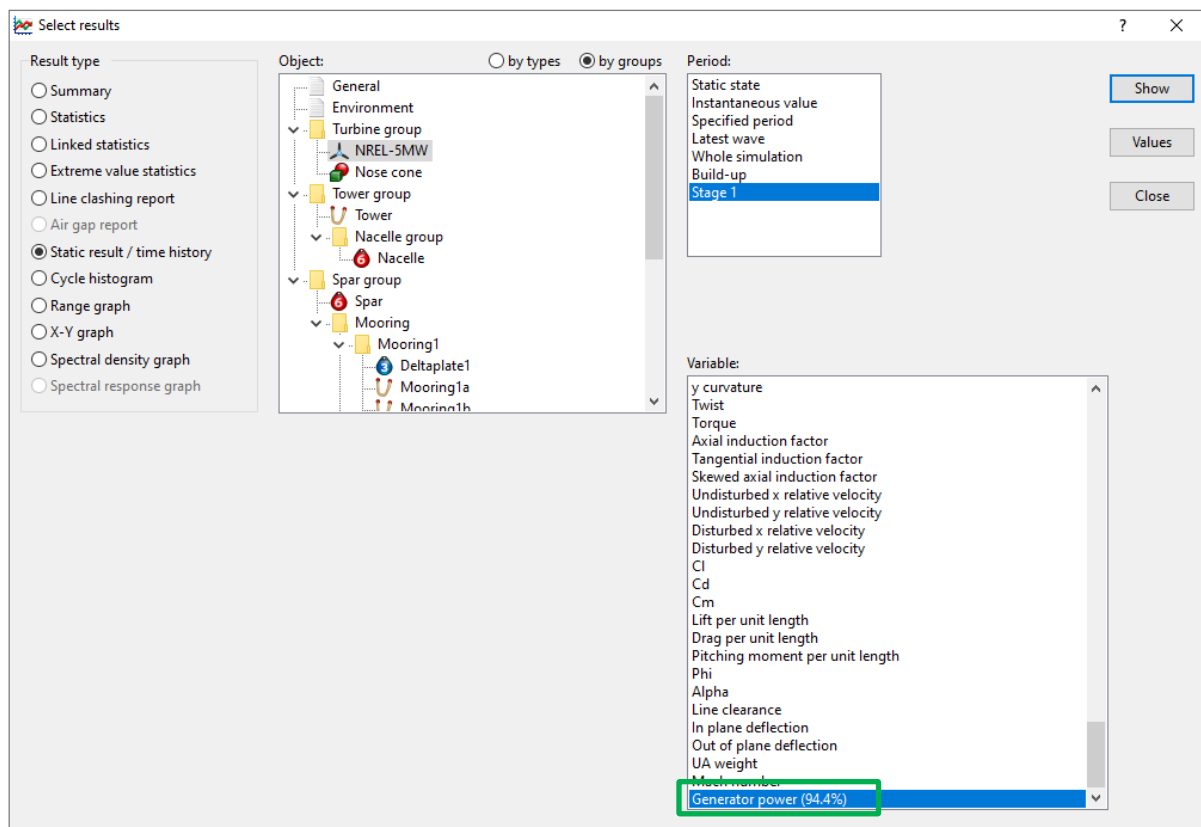 Select results
?
Result type
Summary
Statistics
Linked statistics
Extreme value statistics
Line clashing report
Air gap report
Static result / time history
Cycle histogram
Range graph
X-Y graph
Spectral density graph
Spectral response graph
Object:
by types
by groups
General
Environment
Turbine group
NREL-5MW
Nose cone
Tower group
Tower
Nacelle group
6 Nacelle
Spar group
6 Spar
Mooring
Mooring1
3 Deltaplate1
Mooring1a
Mooring1b
Period:
Static state
Instantaneous value
Specified period
Latest wave
Whole simulation
Build-up
Stage 1
Show
Values
Close
Variable:
y curvature
Twist
Torque
Axial induction factor
Tangential induction factor
Skewed axial induction factor
Undisturbed x relative velocity
Undisturbed y relative velocity
Disturbed x relative velocity
Disturbed y relative velocity
Cl
Cd
Cm
Lift per unit length
Drag per unit length
Pitching moment per unit length
Phi
Alpha
Line clearance
In plane deflection
Out of plane deflection
UA weight
Mach number
Generator power (94.4%)